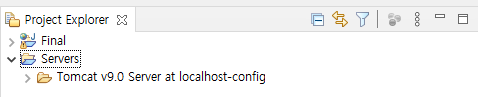 Project Explorer
Final
Servers
Tomcat v9.0 Server at localhost-config